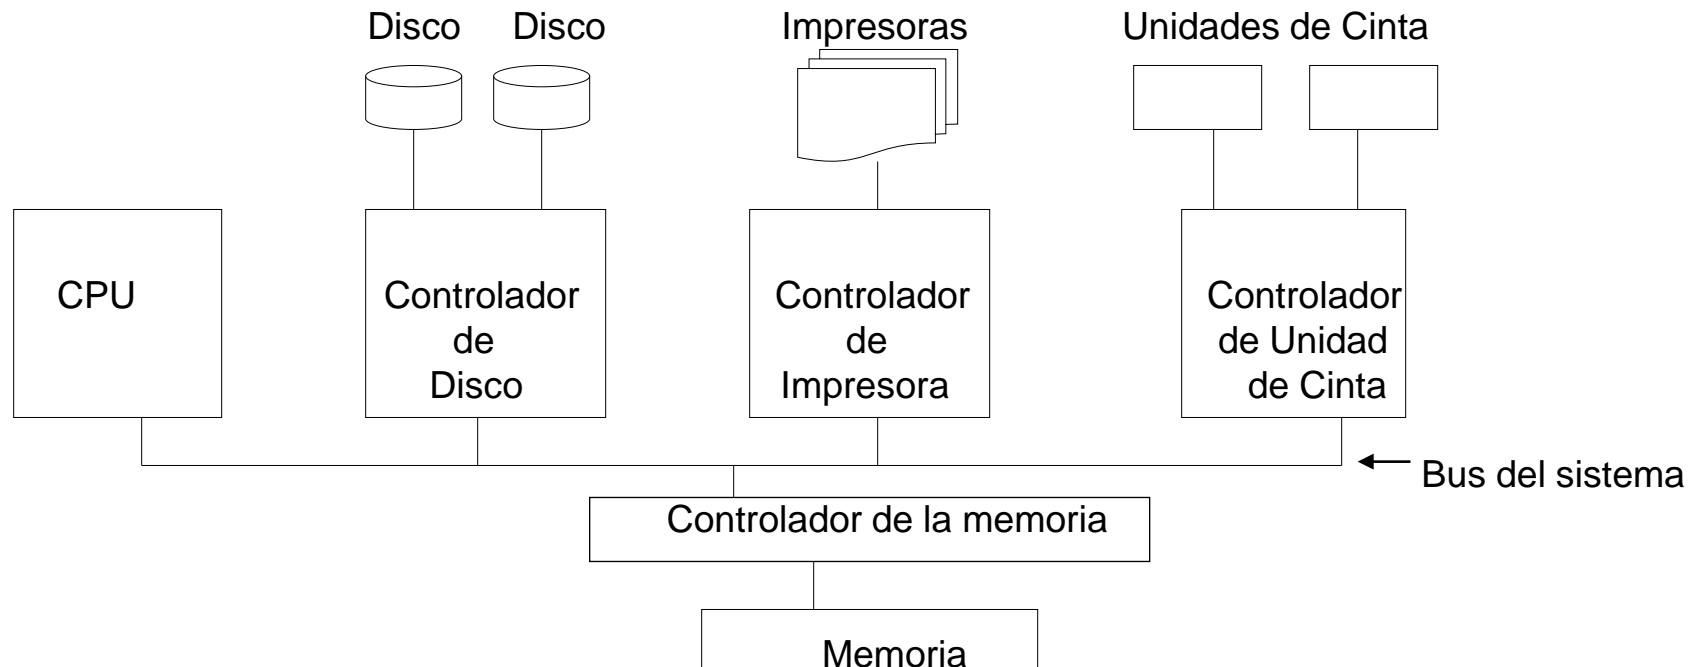 Disco Disco Impresoras Unidades de Cinta
CPU
Controlador
de
Disco
Controlador
de
Impresora
Controlador
de Unidad
de Cinta
Bus del sistema
Controlador de la memoria
Memoria